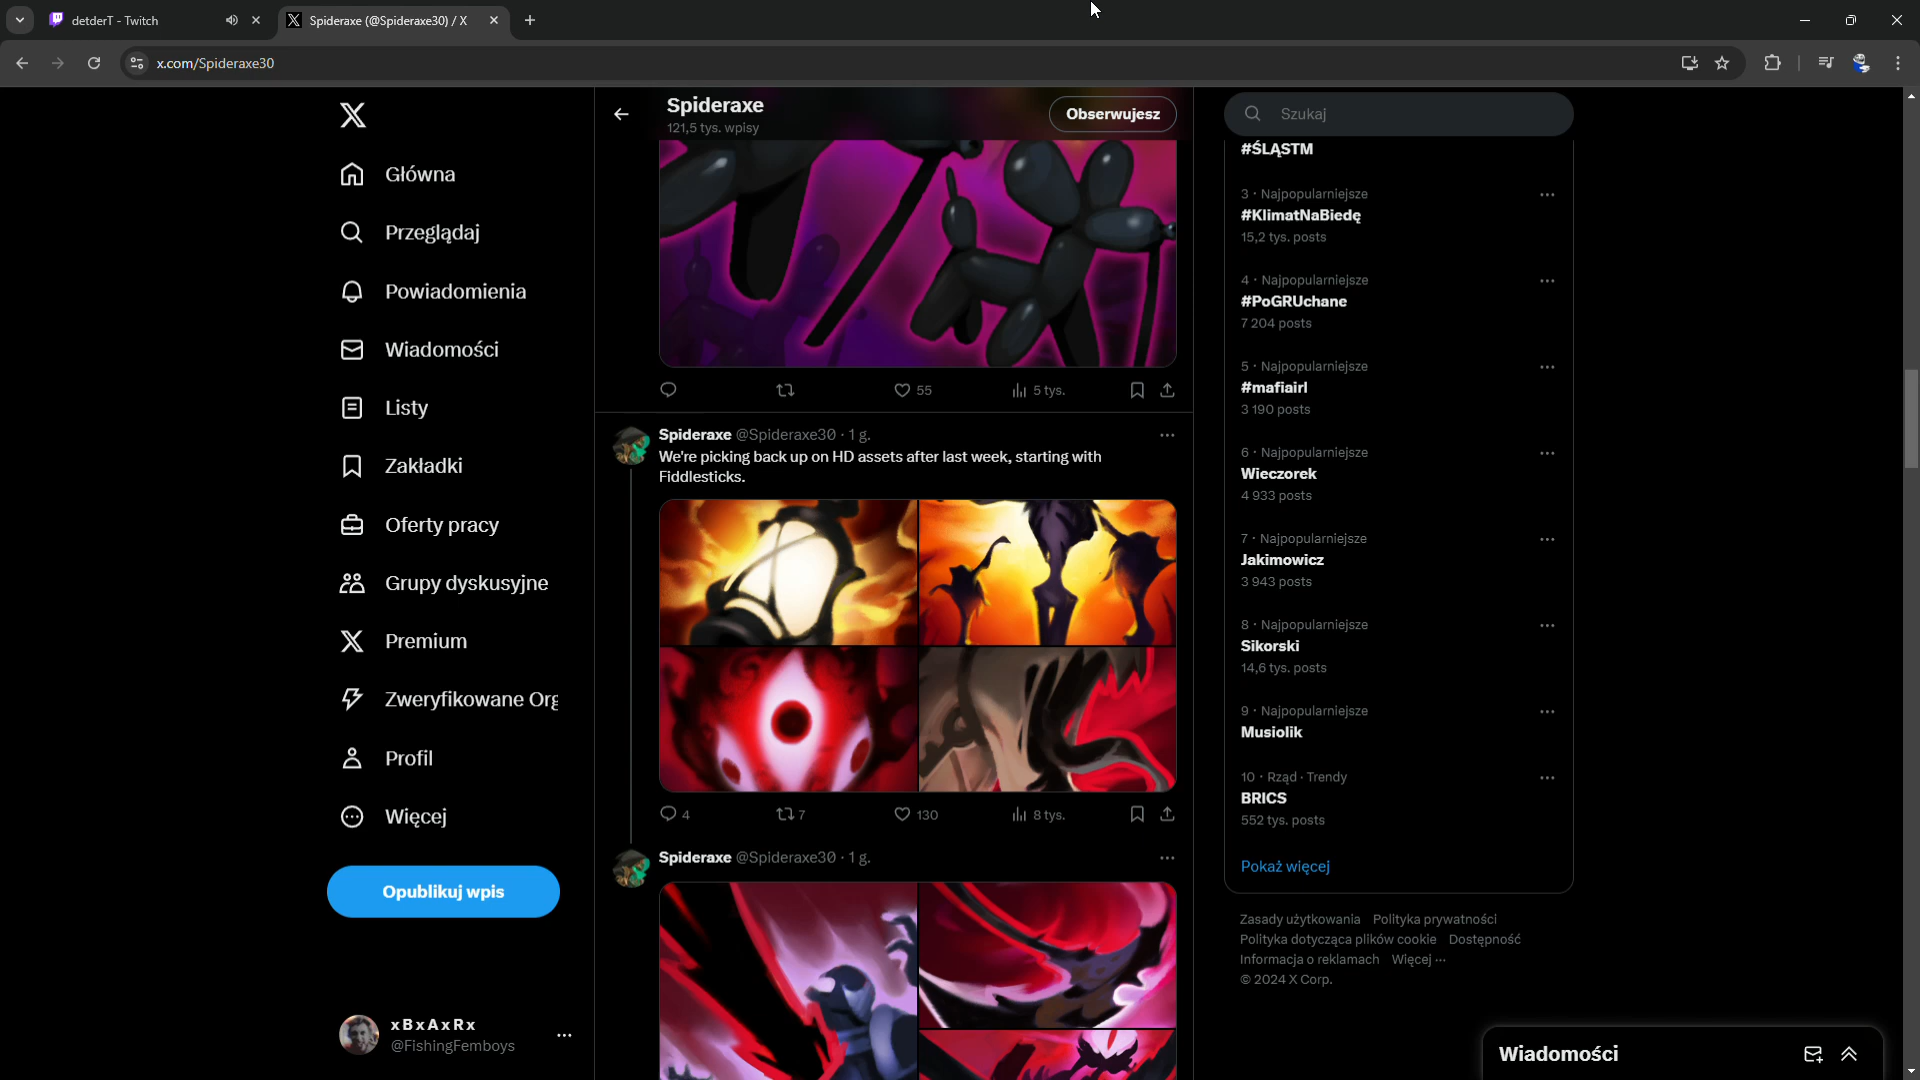 detderT - Twitch
Spideraxe (@Spideraxe30) / X
x.com/Spideraxe30
Główna
Przeglądaj
Powiadomienia
Wiadomości
Listy
Zakładki
Oferty pracy
Grupy dyskusyjne
Premium
Zweryfikowane Org
Profil
Więcej
Opublikuj wpis
xBxAxRx
@FishingFemboys
Spideraxe
121,5 tys. wpisy
Obserwujesz
55
5 tys.
Spideraxe @Spideraxe30 · 1 g.
We're picking back up on HD assets after last week, starting with
Fiddlesticks.
4
7
130
8 tys.
Spideraxe @Spideraxe30 · 1 g.
Szukaj
#ŚLĄSTM
3 · Najpopularniejsze
#KlimatNaBiedę
15,2 tys. posts
4 · Najpopularniejsze
#PoGRUchane
7 204 posts
5 · Najpopularniejsze
#mafiairl
3 190 posts
6 · Najpopularniejsze
Wieczorek
4 933 posts
7 · Najpopularniejsze
Jakimowicz
3 943 posts
8 · Najpopularniejsze
Sikorski
14,6 tys. posts
9 · Najpopularniejsze
Musiolik
10 · Rząd · Trendy
BRICS
552 tys. posts
Pokaż więcej
Zasady użytkowania Polityka prywatności
Polityka dotycząca plików cookie Dostępność
Informacja o reklamach Więcej ···
© 2024 X Corp.
Wiadomości